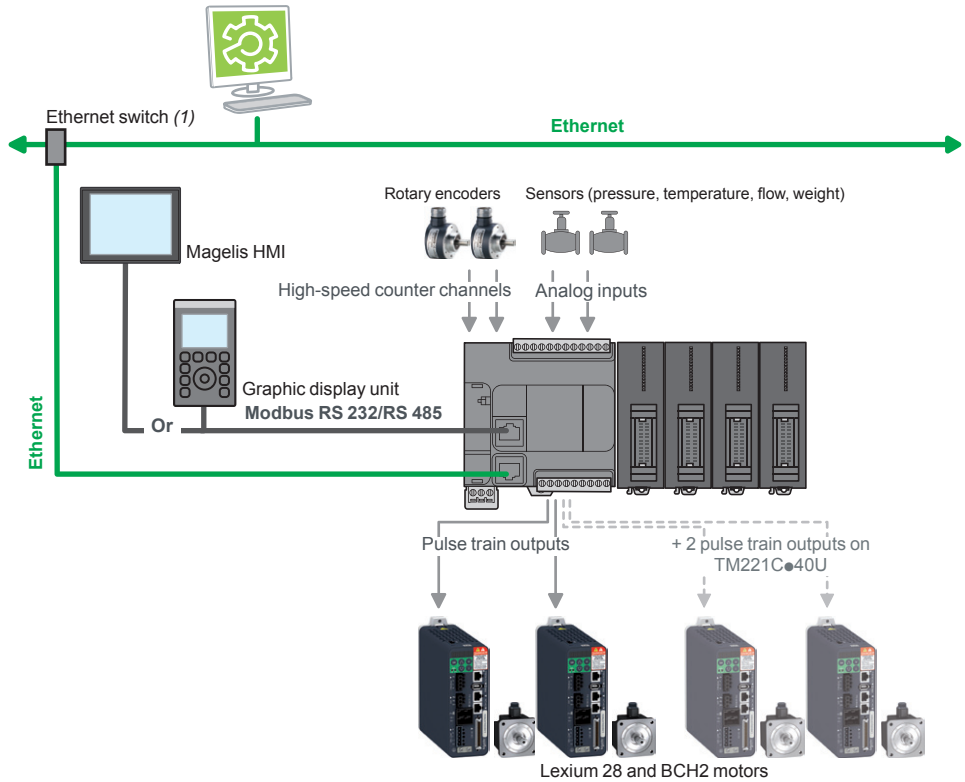 Ethernet switch (1)
Ethernet
Rotary encoders
Sensors (pressure, temperature, flow, weight)
Magelis HMI
High-speed counter channels
Analog inputs
Graphic display unit
Modbus RS 232/RS 485
Or
Ethernet
Pulse train outputs
+ 2 pulse train outputs on
TM221C●40U
Lexium 28 and BCH2 motors